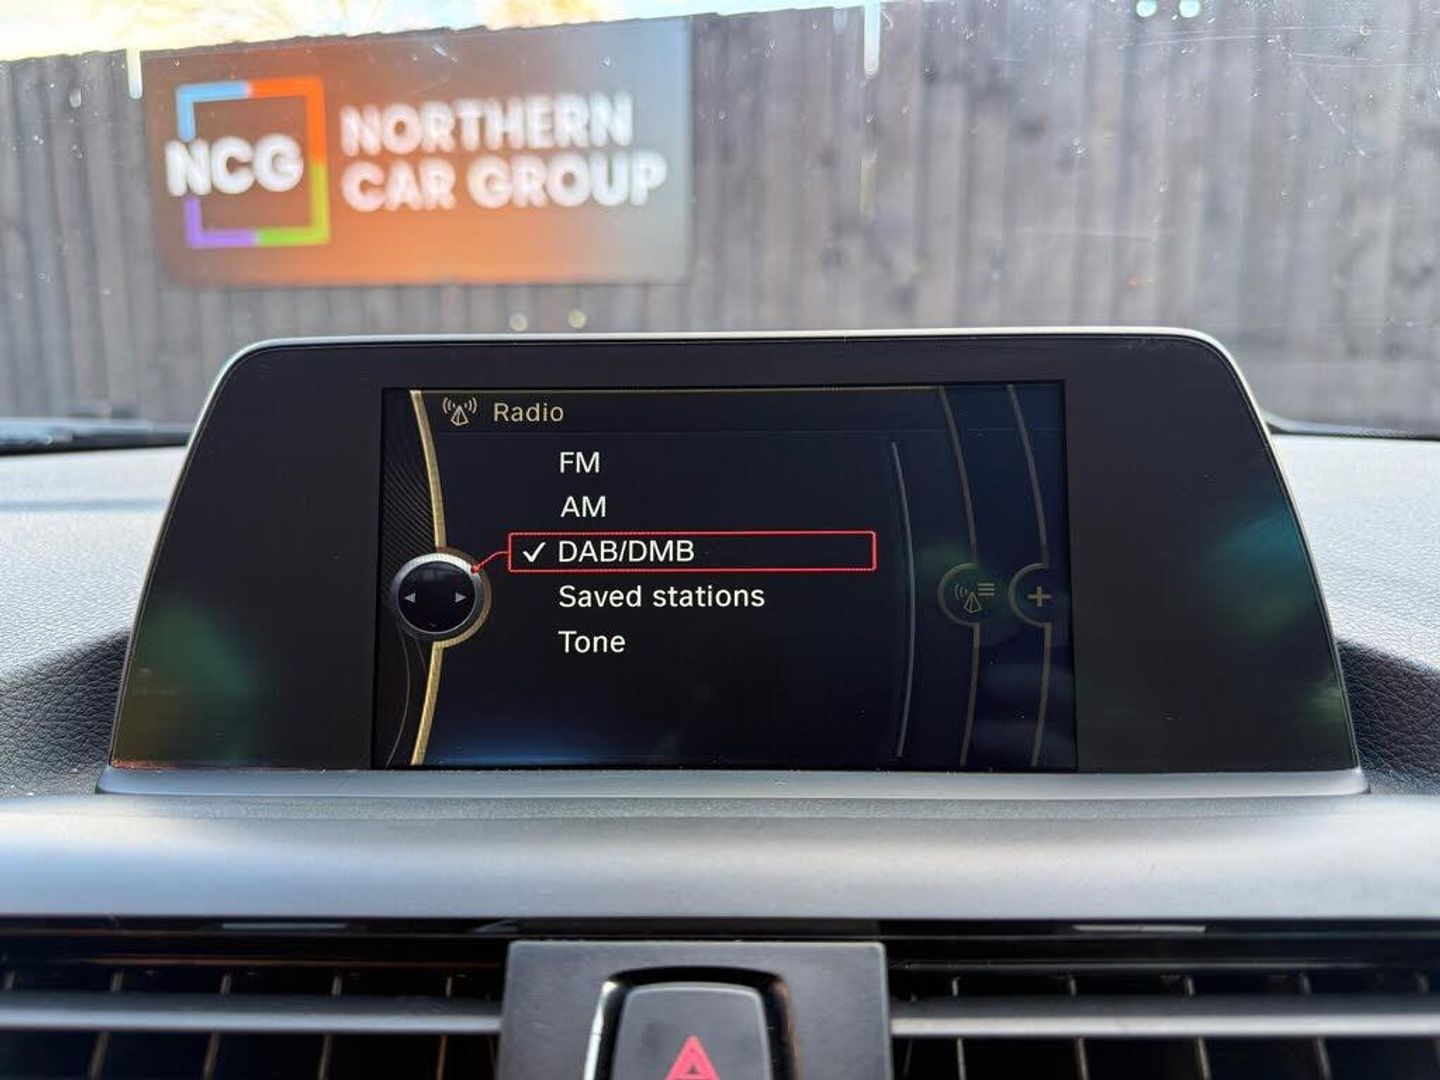 NCG
NORTHERN
CAR GROUP
Radio
FM
AM
DAB/DMB
Saved stations
Tone